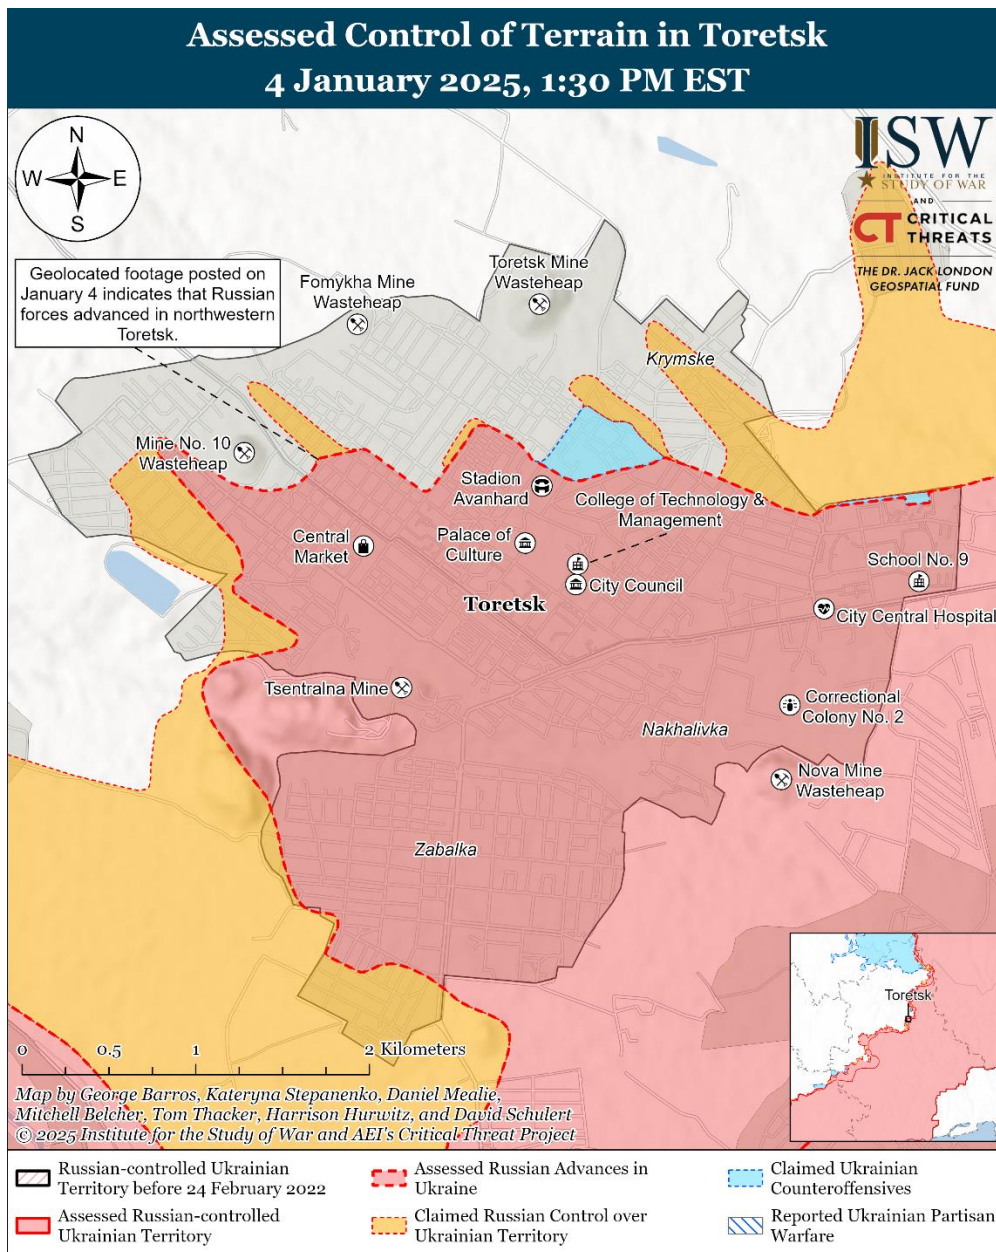 Assessed Control of Terrain in Toretsk
4 January 2025, 1:30 PM EST
N
W
E
S
ISW
INSTITUTE FOR THE
STUDY OF WAR
AND
CT CRITICAL
THREATS
THE DR. JACK LONDON
GEOSPATIAL FUND
Geolocated footage posted on
January 4 indicates that Russian
forces advanced in northwestern
Toretsk.
Fomykha Mine
Wasteheap
Toretsk Mine
Wasteheap
Krymske
Mine No. 10
Wasteheap
Stadion
Avanhard
College of Technology &
Management
Central
Market
Palace of
Culture
School No. 9
City Council
Toretsk
City Central Hospital
Tsentralna Mine
Correctional
Colony No. 2
Nakhalivka
Nova Mine
Wasteheap
Zabalka
Toretsk
0 0.5 1 2 Kilometers
Map by George Barros, Kateryna Stepanenko, Daniel Mealie,
Mitchell Belcher, Tom Thacker, Harrison Hurwitz, and David Schulert
© 2025 Institute for the Study of War and AEI's Critical Threat Project
Russian-controlled Ukrainian
Territory before 24 February 2022
Assessed Russian Advances in
Ukraine
Claimed Ukrainian
Counteroffensives
Assessed Russian-controlled
Ukrainian Territory
Claimed Russian Control over
Ukrainian Territory
Reported Ukrainian Partisan
Warfare